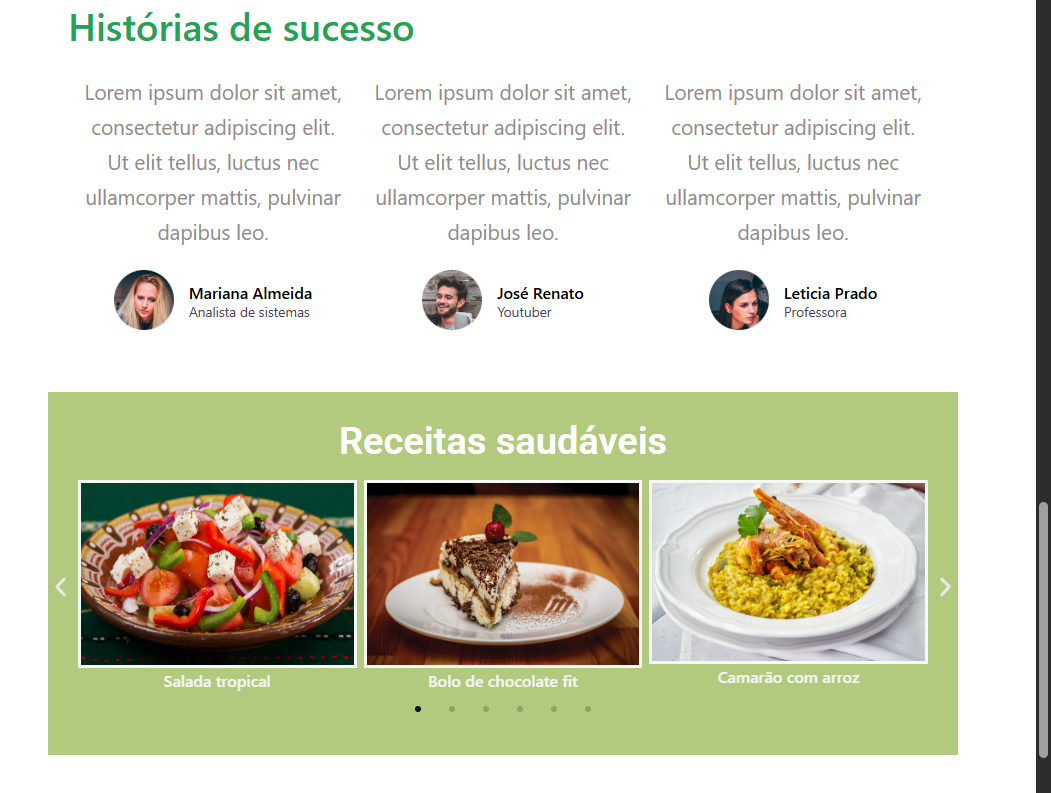 Histórias de sucesso
Lorem ipsum dolor sit amet,
consectetur adipiscing elit.
Ut elit tellus, luctus nec
ullamcorper mattis, pulvinar
dapibus leo.
Mariana Almeida
Analista de sistemas
Lorem ipsum dolor sit amet,
consectetur adipiscing elit.
Ut elit tellus, luctus nec
ullamcorper mattis, pulvinar
dapibus leo.
José Renato
Youtuber
Lorem ipsum dolor sit amet,
consectetur adipiscing elit.
Ut elit tellus, luctus nec
ullamcorper mattis, pulvinar
dapibus leo.
Leticia Prado
Professora
Receitas saudáveis
Salada tropical
Bolo de chocolate fit
Camarão com arroz